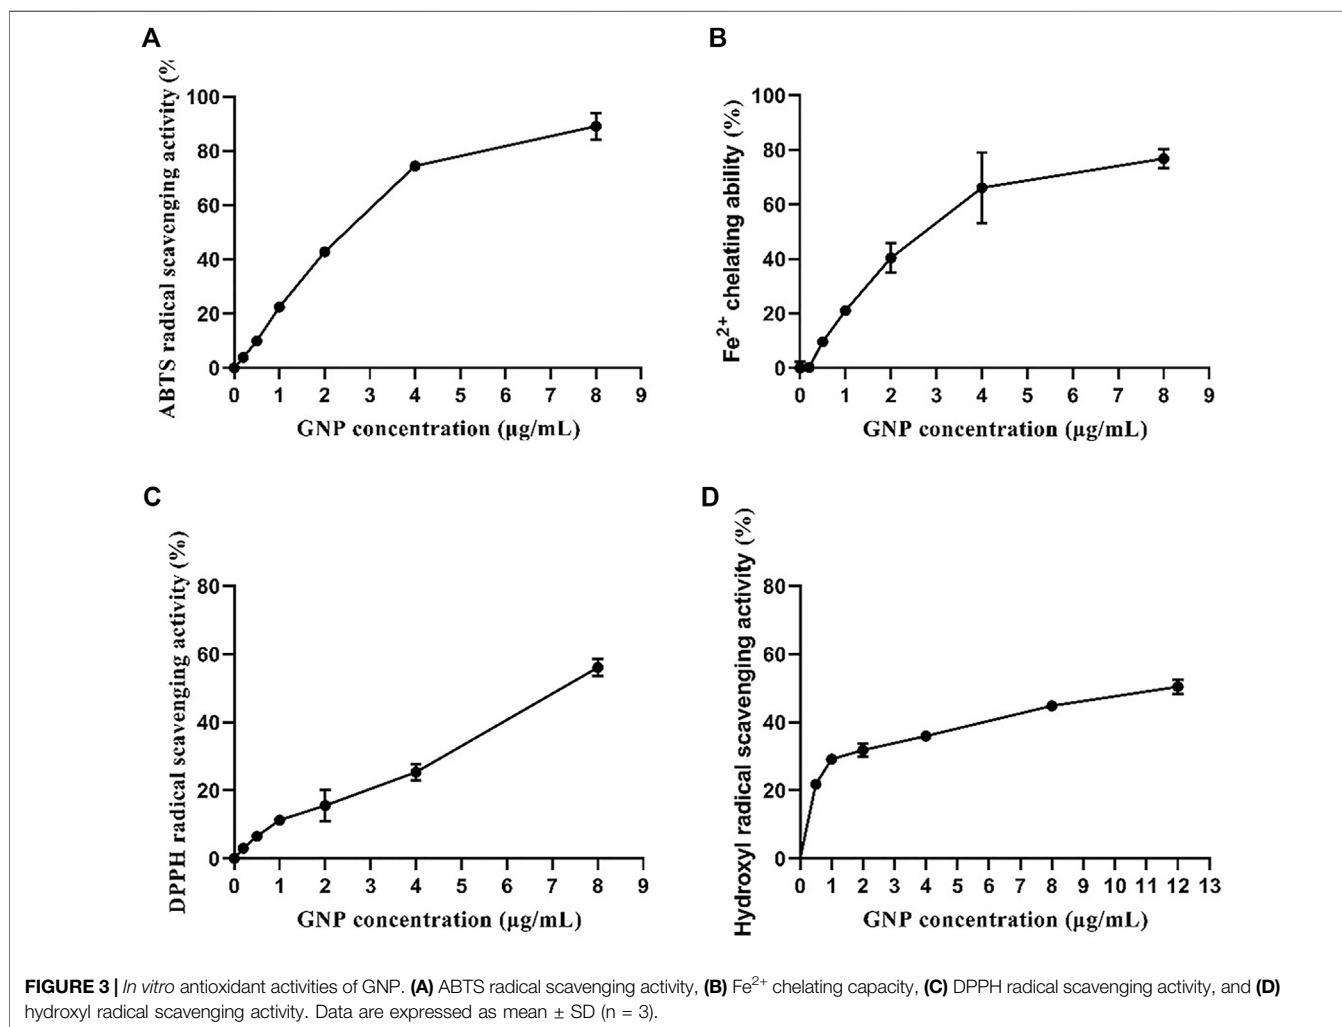 A
ABTS radical scavenging activity (%
100
80
60
40
20
0
0 1 2 3 4 5 6 7 8 9
GNP concentration (μg/mL)
B
Fe2+ chelating ability (%)
100
80
60
40
20
0
0 1 2 3 4 5 6 7 8 9
GNP concentration (μg/mL)
C
DPPH radical scavenging activity (%)
80
60
40
20
0
0 1 2 3 4 5 6 7 8 9
GNP concentration (μg/mL)
D
Hydroxyl radical scavenging activity (%)
80
60
40
20
0
0 1 2 3 4 5 6 7 8 9 10 11 12 13
GNP concentration (μg/mL)
FIGURE 3 | In vitro antioxidant activities of GNP. (A) ABTS radical scavenging activity, (B) Fe2+ chelating capacity, (C) DPPH radical scavenging activity, and (D)
hydroxyl radical scavenging activity. Data are expressed as mean ± SD (n = 3).